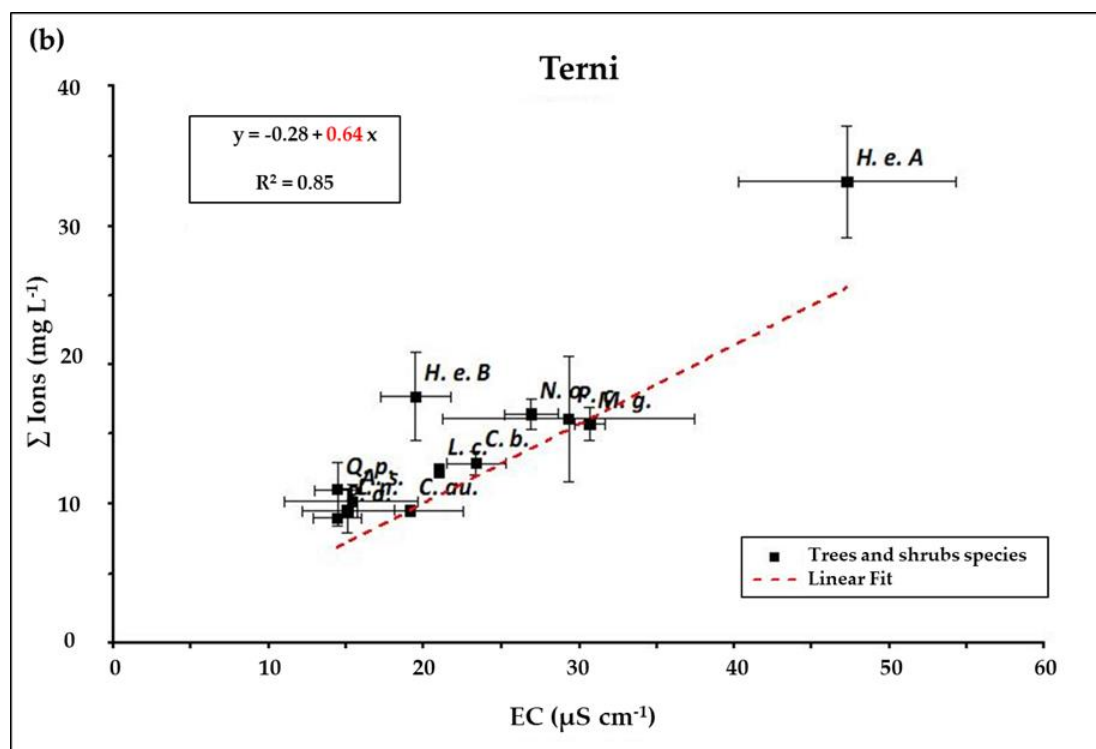 (b)
Terni
y = -0.28 + 0.64 x
R² = 0.85
40
30
20
10
0
∑ Ions (mg L⁻¹)
H. e. A
H. e. B
N. o.
P. c.
M. g.
C. b.
L. c.
Q. p.
A. s.
C. au.
Trees and shrubs species
Linear Fit
0 10 20 30 40 50 60
EC (µS cm⁻¹)